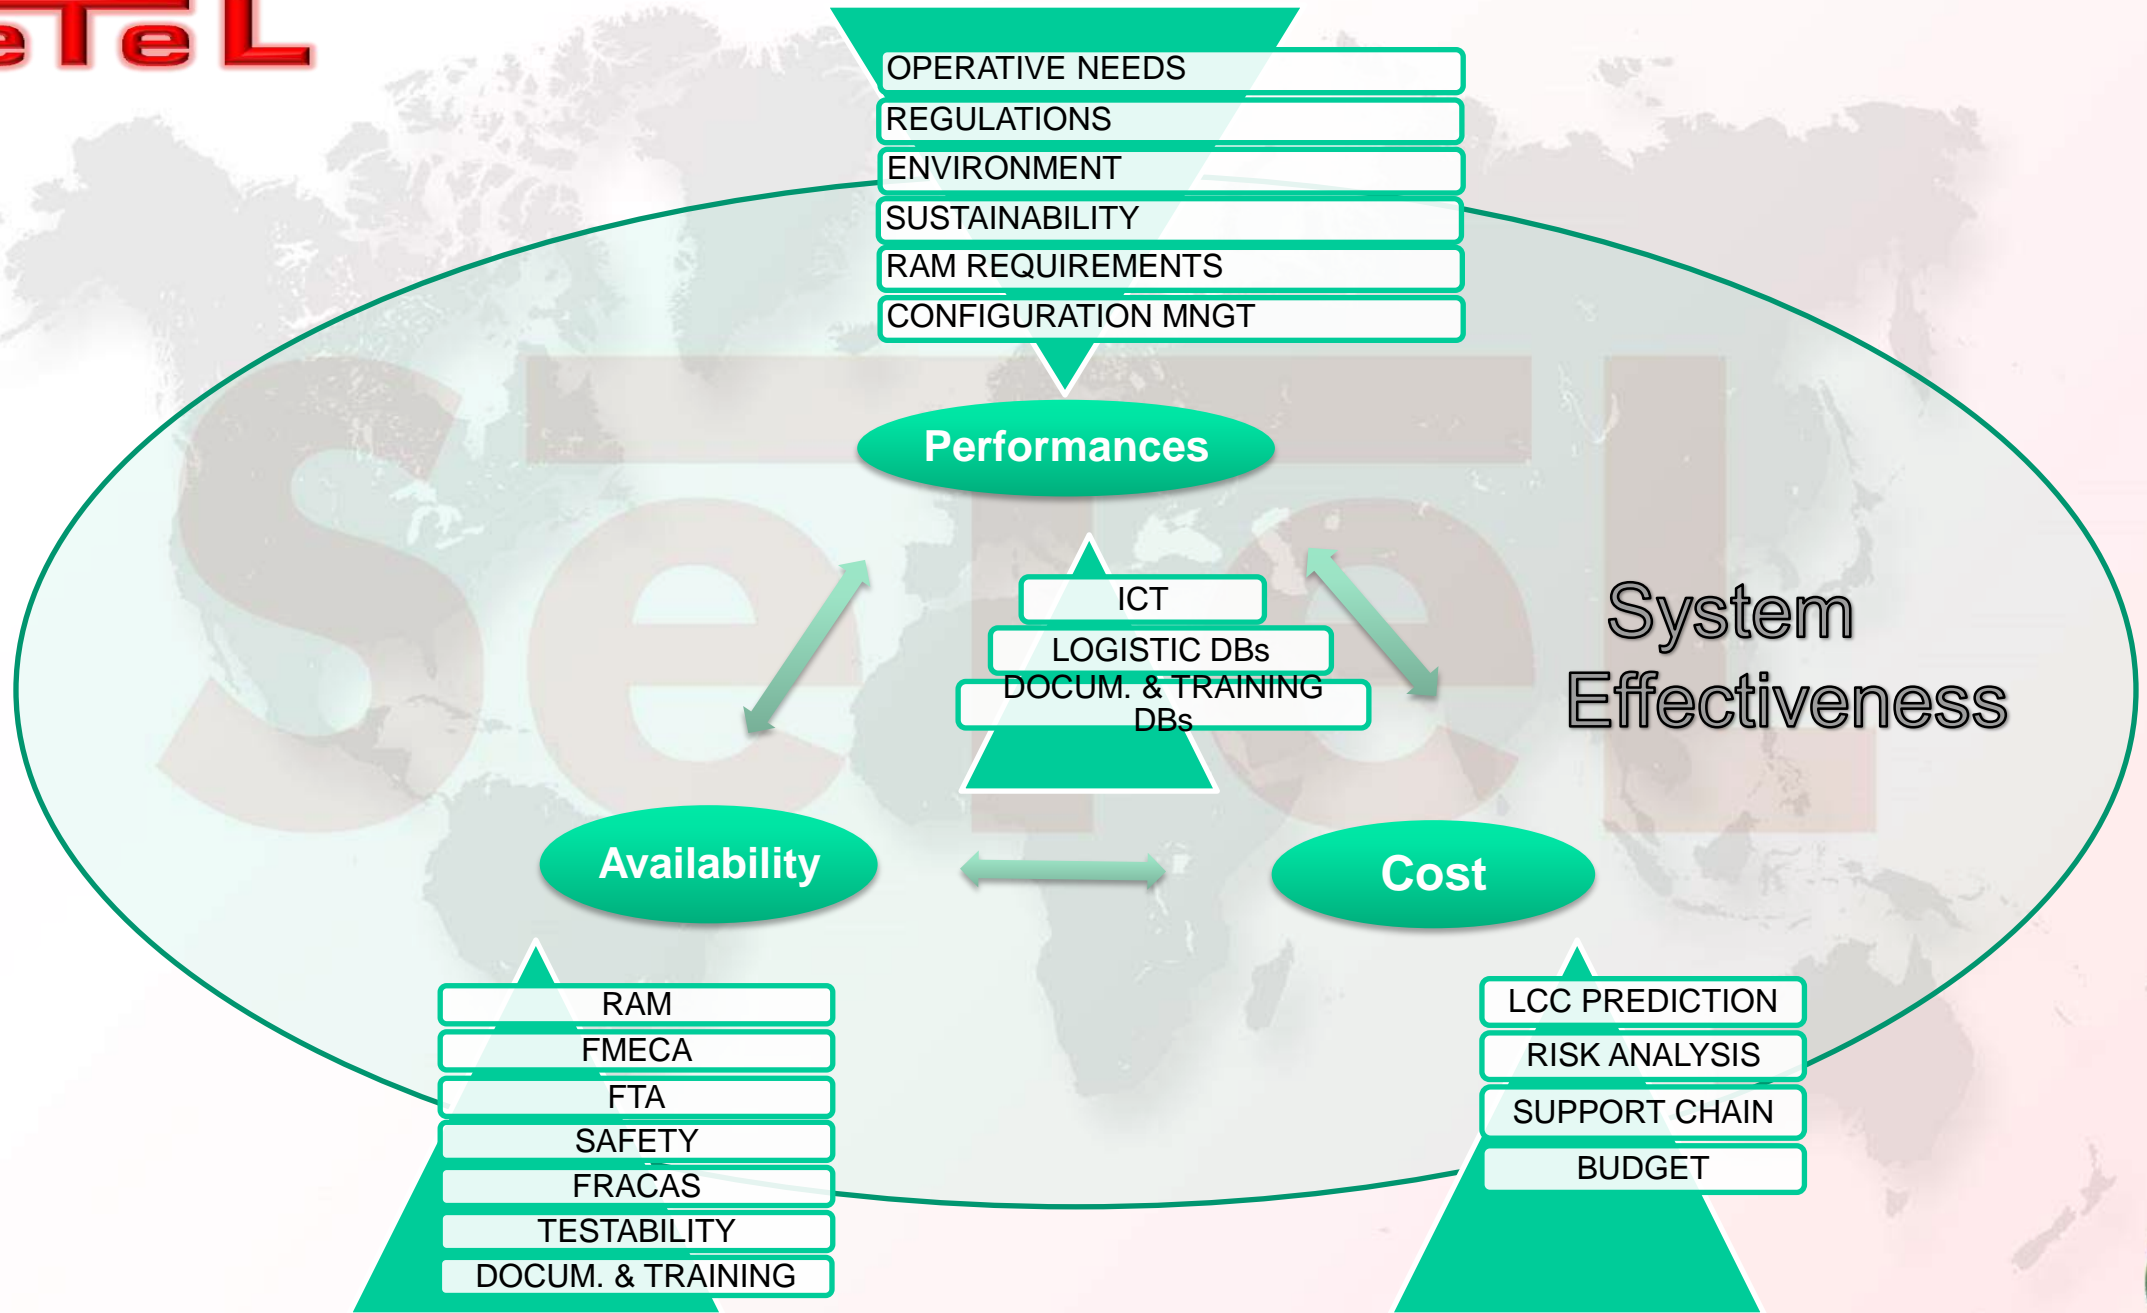 eTeL
OPERATIVE NEEDS
REGULATIONS
ENVIRONMENT
SUSTAINABILITY
RAM REQUIREMENTS
CONFIGURATION MNGT
Performances
ICT
LOGISTIC DBs
DOCUM. & TRAINING
DBs
System
Effectiveness
SeTeL
Availability
Cost
RAM
FMECA
FTA
SAFETY
FRACAS
TESTABILITY
DOCUM. & TRAINING
LCC PREDICTION
RISK ANALYSIS
SUPPORT CHAIN
BUDGET